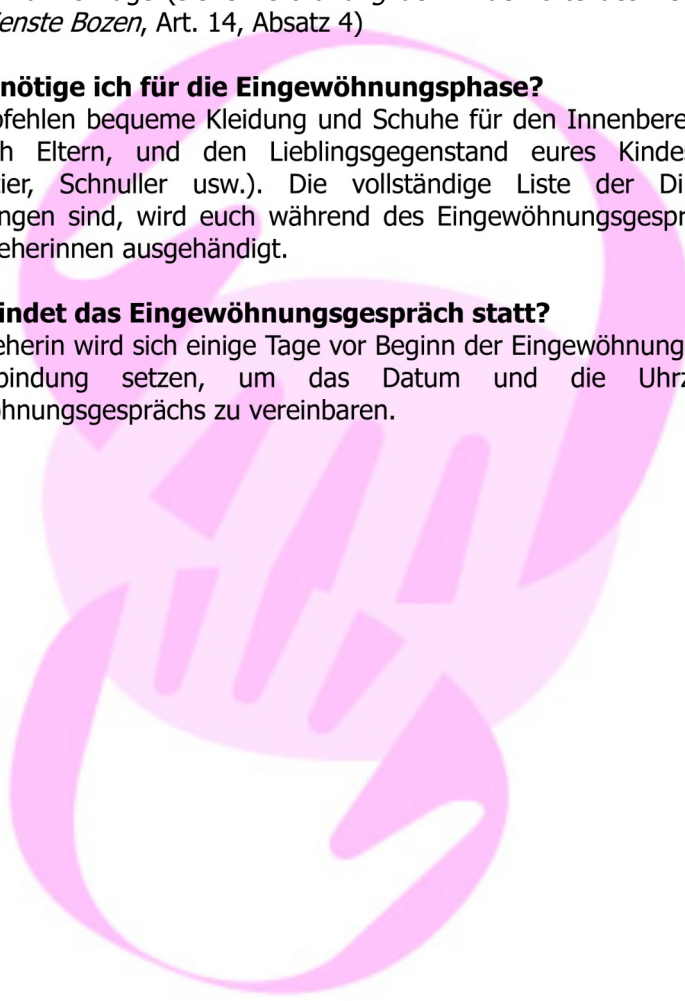 enste Bozen, Art. 14, Absatz 4)
nötige ich für die Eingewöhnungsphase?
fehlen bequeme Kleidung und Schuhe für den Innenbere
h Eltern, und den Lieblingsgegenstand eures Kindes
ier, Schnuller usw.). Die vollständige Liste der Di
ngen sind, wird euch während des Eingewöhnungsgespr
eherinnen ausgehändigt.
indet das Eingewöhnungsgespräch statt?
eherin wird sich einige Tage vor Beginn der Eingewöhnung
bindung setzen, um das Datum und die Uhrz
öhnungsgesprächs zu vereinbaren.